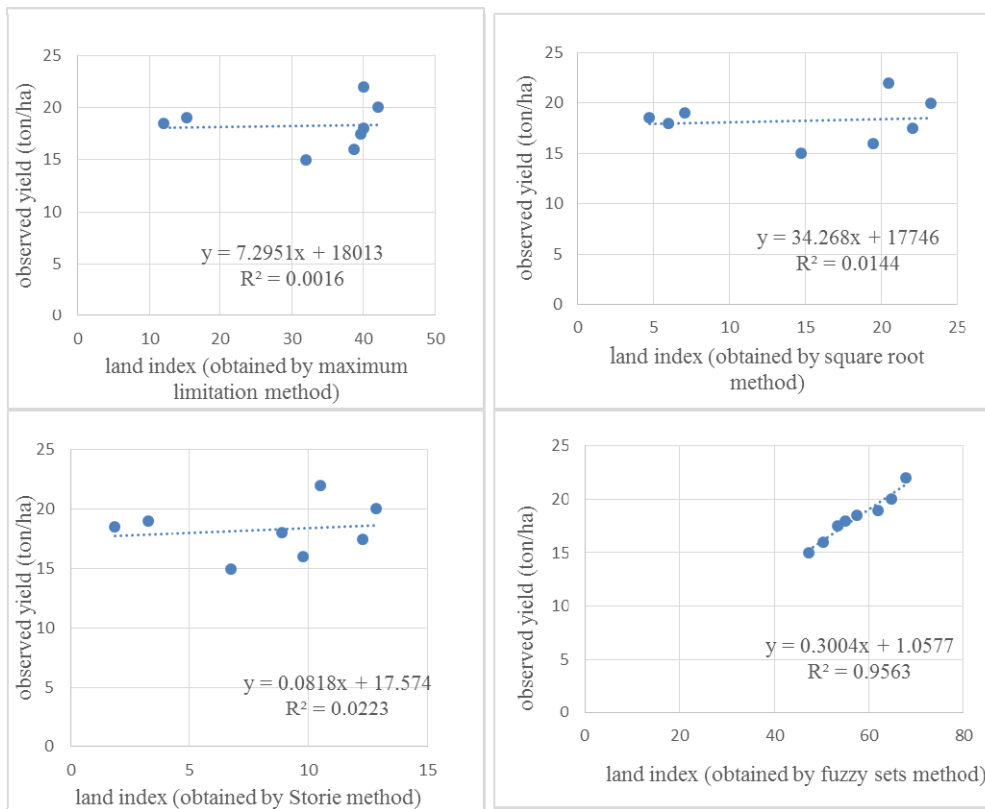 25
20
15
10
5
0
observed yield (ton/ha)
y = 7.2951x + 18013
R² = 0.0016
0 10 20 30 40 50
land index (obtained by maximum
limitation method)
25
20
15
10
5
0
observed yield (ton/ha)
y = 34.268x + 17746
R² = 0.0144
0 5 10 15 20 25
land index (obtained by square root
method)
25
20
15
10
5
0
observed yield (ton/ha)
y = 0.0818x + 17.574
R² = 0.0223
0 5 10 15
land index (obtained by Storie method)
25
20
15
10
5
0
observed yield (ton/ha)
y = 0.3004x + 1.0577
R² = 0.9563
0 20 40 60 80
land index (obtained by fuzzy sets method)